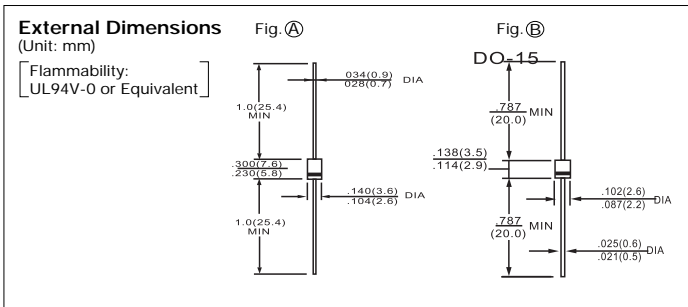 External Dimensions
(Unit: mm)
Flammability:
UL94V-0 or Equivalent
Fig. Ⓐ
034(0.9)
028(0.7)
DIA
1.0(25.4)
MIN
.300(7.6)
.230(5.8)
.140(3.6)
.104(2.6)
DIA
1.0(25.4)
MIN
Fig. Ⓑ
DO-15
.787
(20.0)
MIN
.138(3.5)
.114(2.9)
.102(2.6)
.087(2.2)
DIA
.787
(20.0)
MIN
.025(0.6)
.021(0.5)
DIA